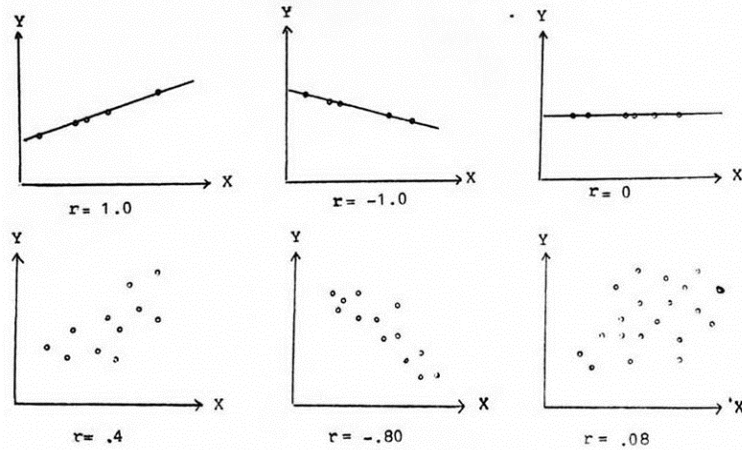 Y Y Y
X X X
r= 1.0 r= -1.0 r= 0
Y Y Y
X X X
r= .4 r= -.80 r = .08